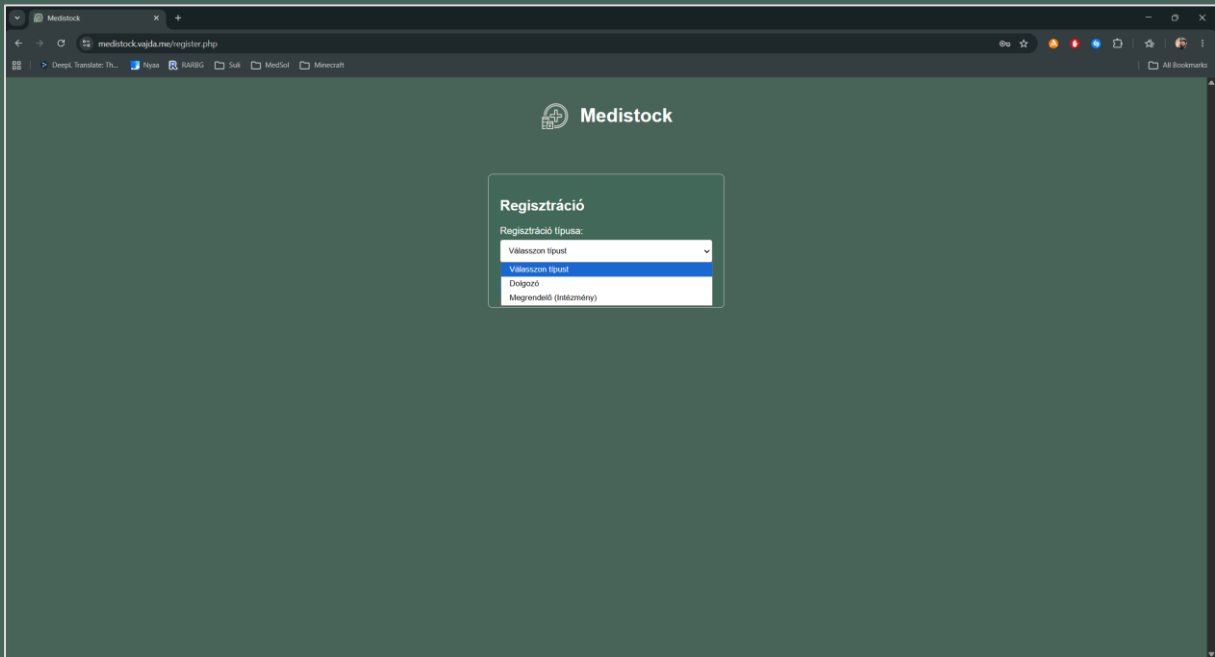 Medistock
medistock.vajda.me/register.php
DeepL Translate: Th...
Nyaa
RARBG
Suli
MedSol
Minecraft
All Bookmarks
Medistock
Regisztráció
Regisztráció típusa:
Válasszon típust
Válasszon típust
Dolgozó
Megrendelő (Intézmény)